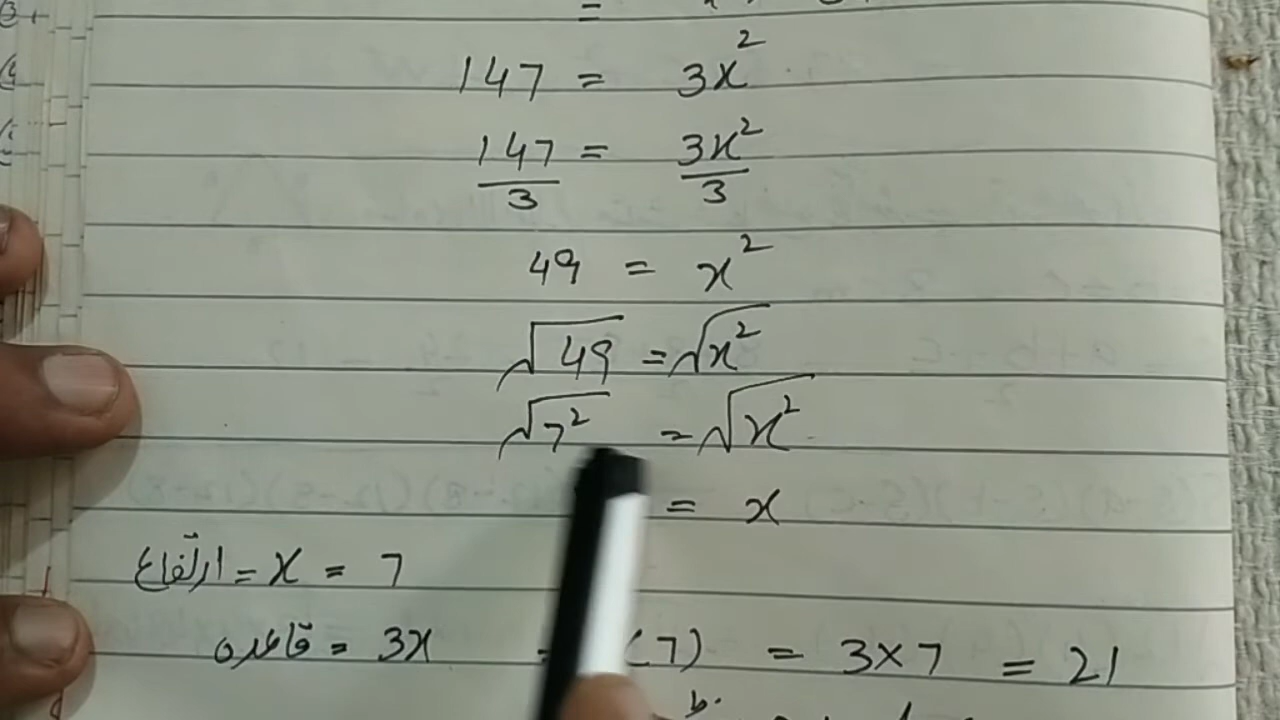 =
147 = 3x²
147/3 = 3x²/3
49 = x²
√49 = √x²
√7² = √x²
= x
ارتفاع = x = 7
قاعدہ = 3x = (7) = 3×7 = 21